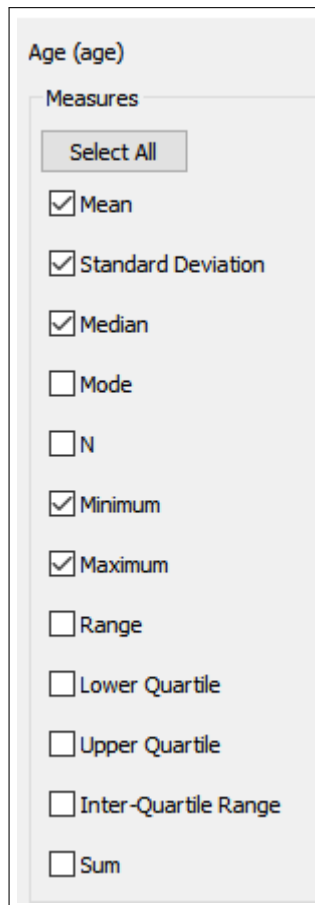 Age (age)
Measures
Select All
Mean
Standard Deviation
Median
Mode
N
Minimum
Maximum
Range
Lower Quartile
Upper Quartile
Inter-Quartile Range
Sum